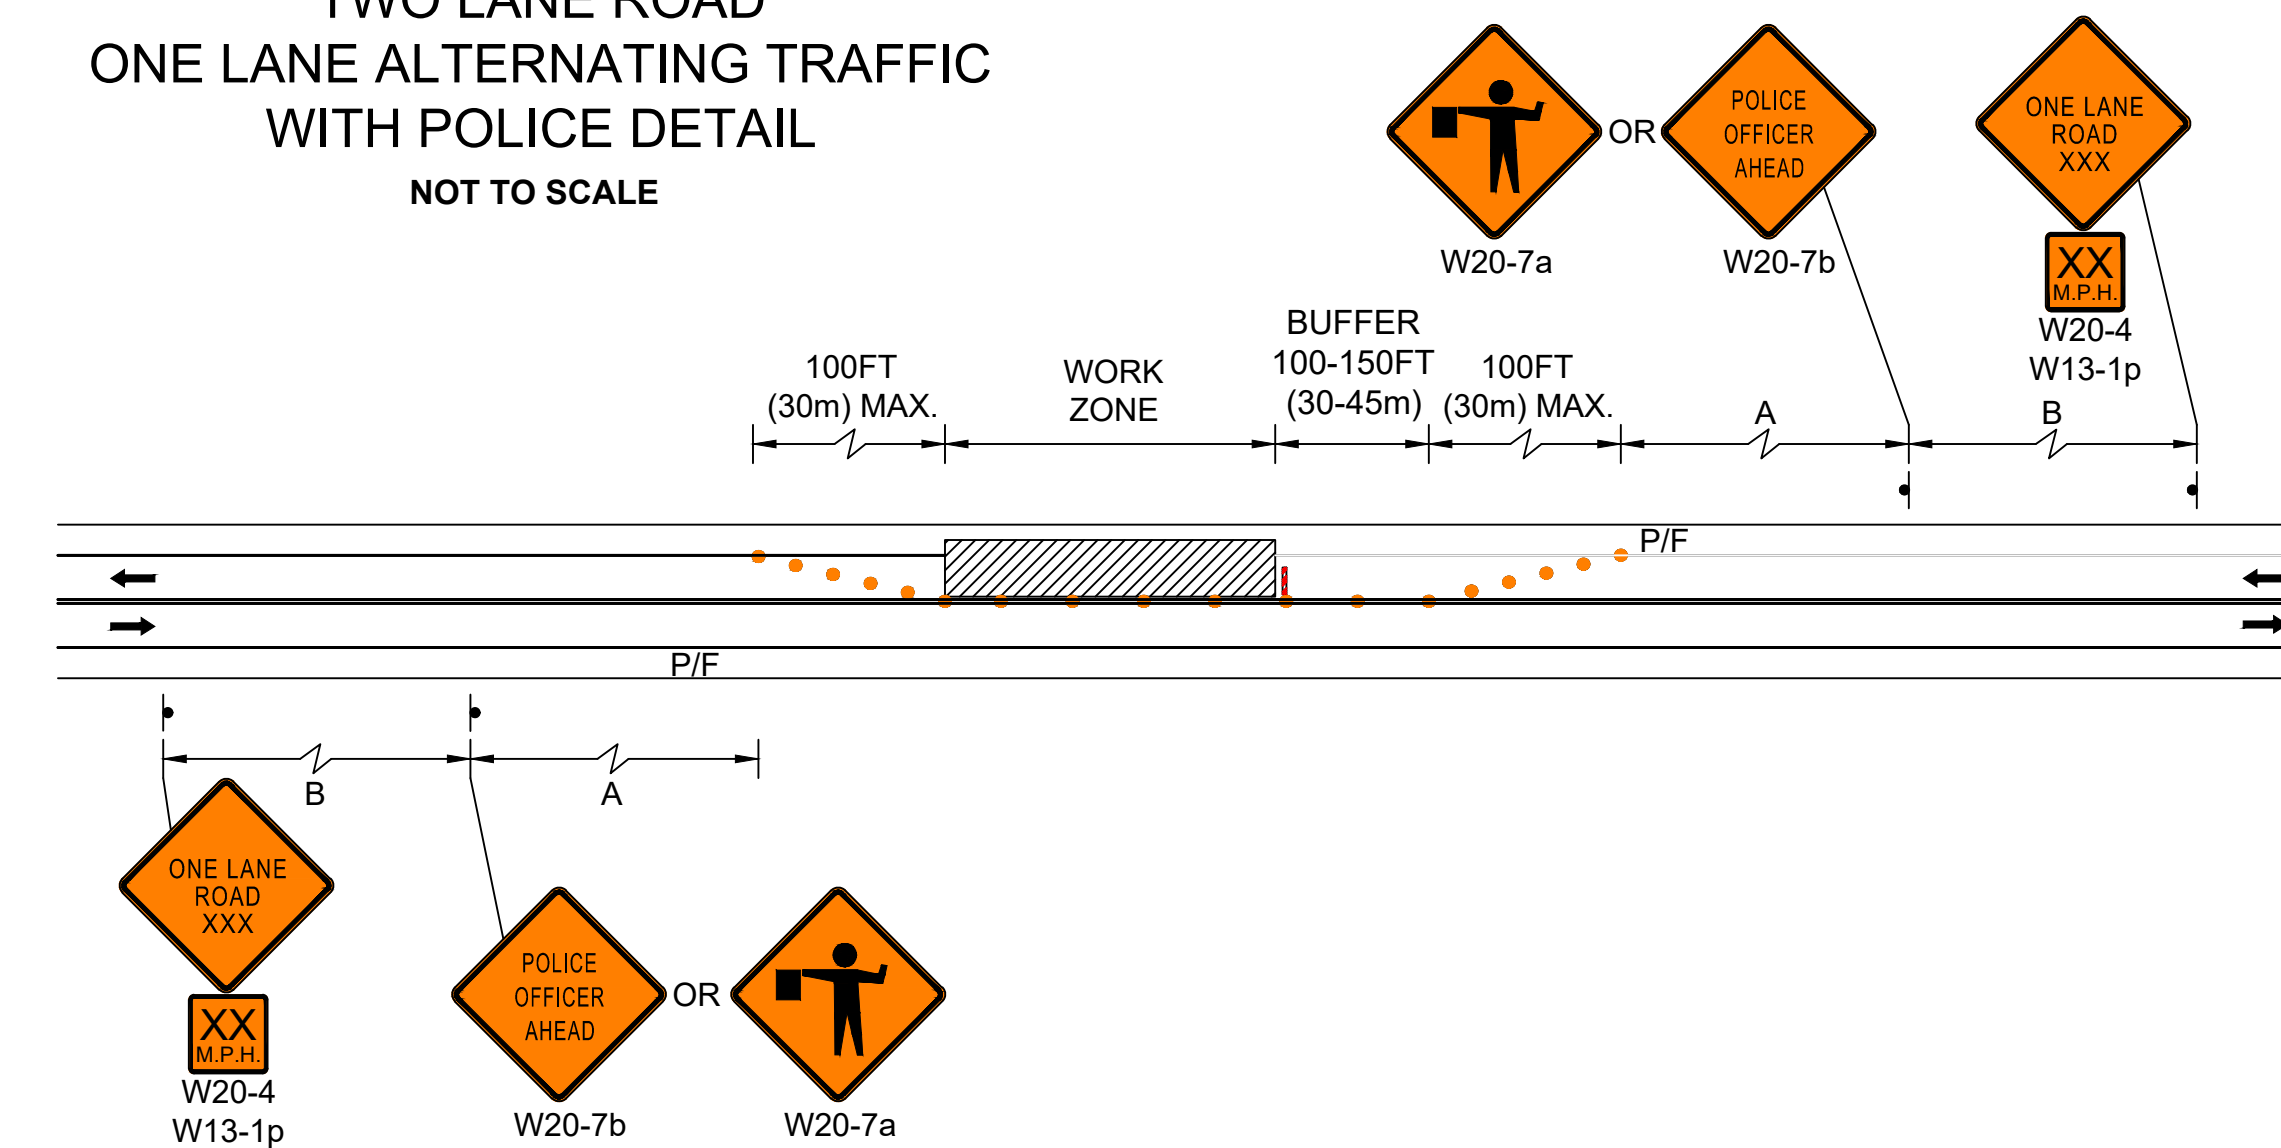 TWO LANE ROAD
ONE LANE ALTERNATING TRAFFIC
WITH POLICE DETAIL
NOT TO SCALE
OR
POLICE
OFFICER
AHEAD
ONE LANE
ROAD
XXX
W20-7a
W20-7b
XX
M.P.H.
W20-4
W13-1p
100FT
(30m) MAX.
WORK
ZONE
BUFFER
100-150FT
(30-45m)
100FT
(30m) MAX.
A
B
P/F
P/F
B
A
ONE LANE
ROAD
XXX
XX
M.P.H.
W20-4
W13-1p
POLICE
OFFICER
AHEAD
OR
W20-7b
W20-7a